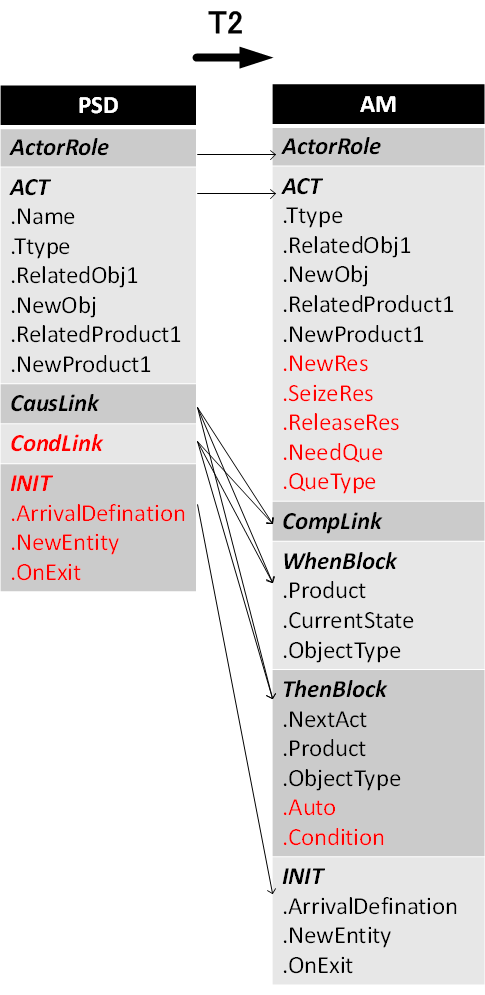 T2
PSD
ActorRole
ACT
.Name
.Ttype
.RelatedObj1
.NewObj
.RelatedProduct1
.NewProduct1
CausLink
CondLink
INIT
.ArrivalDefination
.NewEntity
.OnExit
AM
ActorRole
ACT
.Ttype
.RelatedObj1
.NewObj
.RelatedProduct1
.NewProduct1
.NewRes
.SeizeRes
.ReleaseRes
.NeedQue
.QueType
CompLink
WhenBlock
.Product
.CurrentState
.ObjectType
ThenBlock
.NextAct
.Product
.ObjectType
.Auto
.Condition
INIT
.ArrivalDefination
.NewEntity
.OnExit